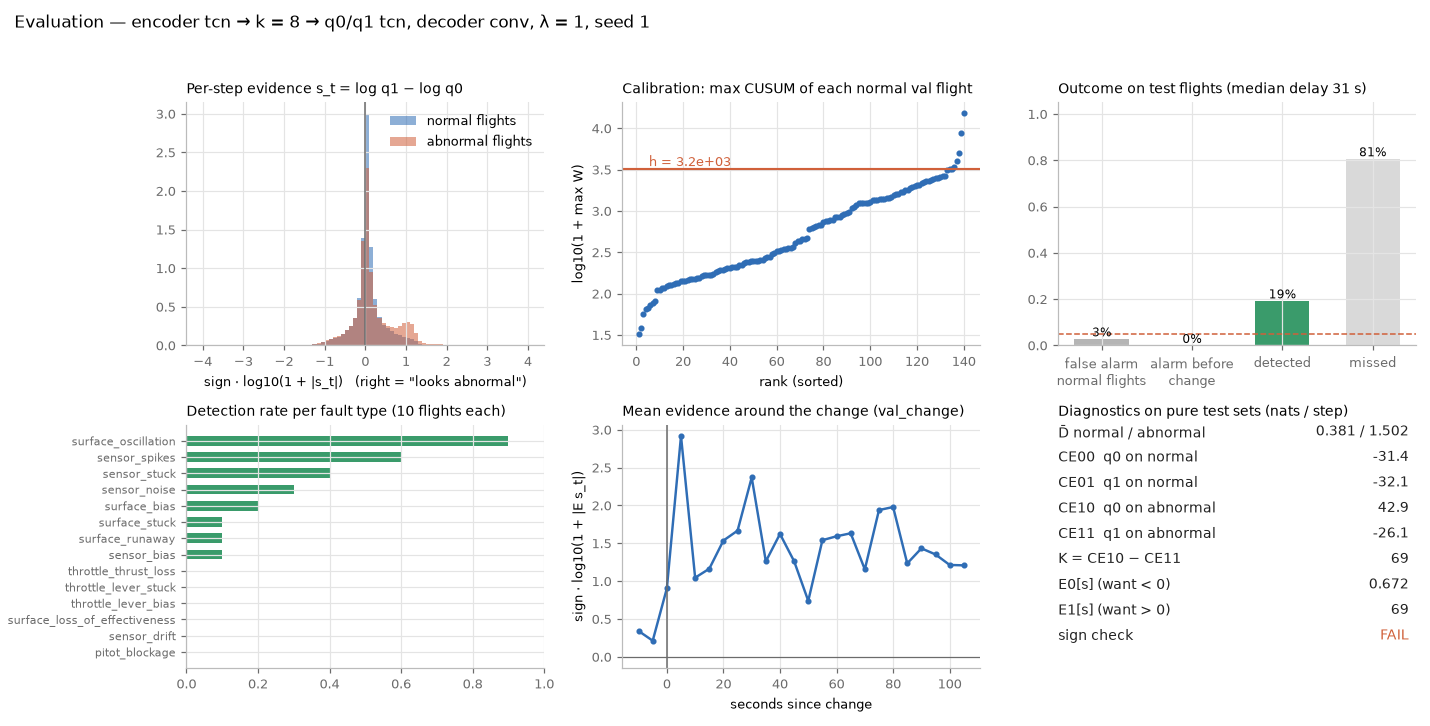 Evaluation — encoder tcn → k = 8 → q0/q1 tcn, decoder conv, λ = 1, seed 1
Per-step evidence s_t = log q1 − log q0
normal flights
abnormal flights
3.0
2.5
2.0
1.5
1.0
0.5
0.0
−4
−3
−2
−1
0
1
2
3
4
sign · log10(1 + |s_t|)   (right = "looks abnormal")
Calibration: max CUSUM of each normal val flight
log10(1 + max W)
h = 3.2e+03
4.0
3.5
3.0
2.5
2.0
1.5
0
20
40
60
80
100
120
140
rank (sorted)
Outcome on test flights (median delay 31 s)
1.0
0.8
0.6
0.4
0.2
0.0
3%
0%
19%
81%
false alarm
normal flights
alarm before
change
detected
missed
Detection rate per fault type (10 flights each)
surface_oscillation
sensor_spikes
sensor_stuck
sensor_noise
surface_bias
surface_stuck
surface_runaway
sensor_bias
throttle_thrust_loss
throttle_lever_stuck
throttle_lever_bias
surface_loss_of_effectiveness
sensor_drift
pitot_blockage
0.0
0.2
0.4
0.6
0.8
1.0
Mean evidence around the change (val_change)
sign · log10(1 + |E s_t|)
3.0
2.5
2.0
1.5
1.0
0.5
0.0
0
20
40
60
80
100
seconds since change
Diagnostics on pure test sets (nats / step)
D̄ normal / abnormal 0.381 / 1.502
CE00  q0 on normal -31.4
CE01  q1 on normal -32.1
CE10  q0 on abnormal 42.9
CE11  q1 on abnormal -26.1
K = CE10 − CE11 69
E0[s] (want < 0) 0.672
E1[s] (want > 0) 69
sign check FAIL